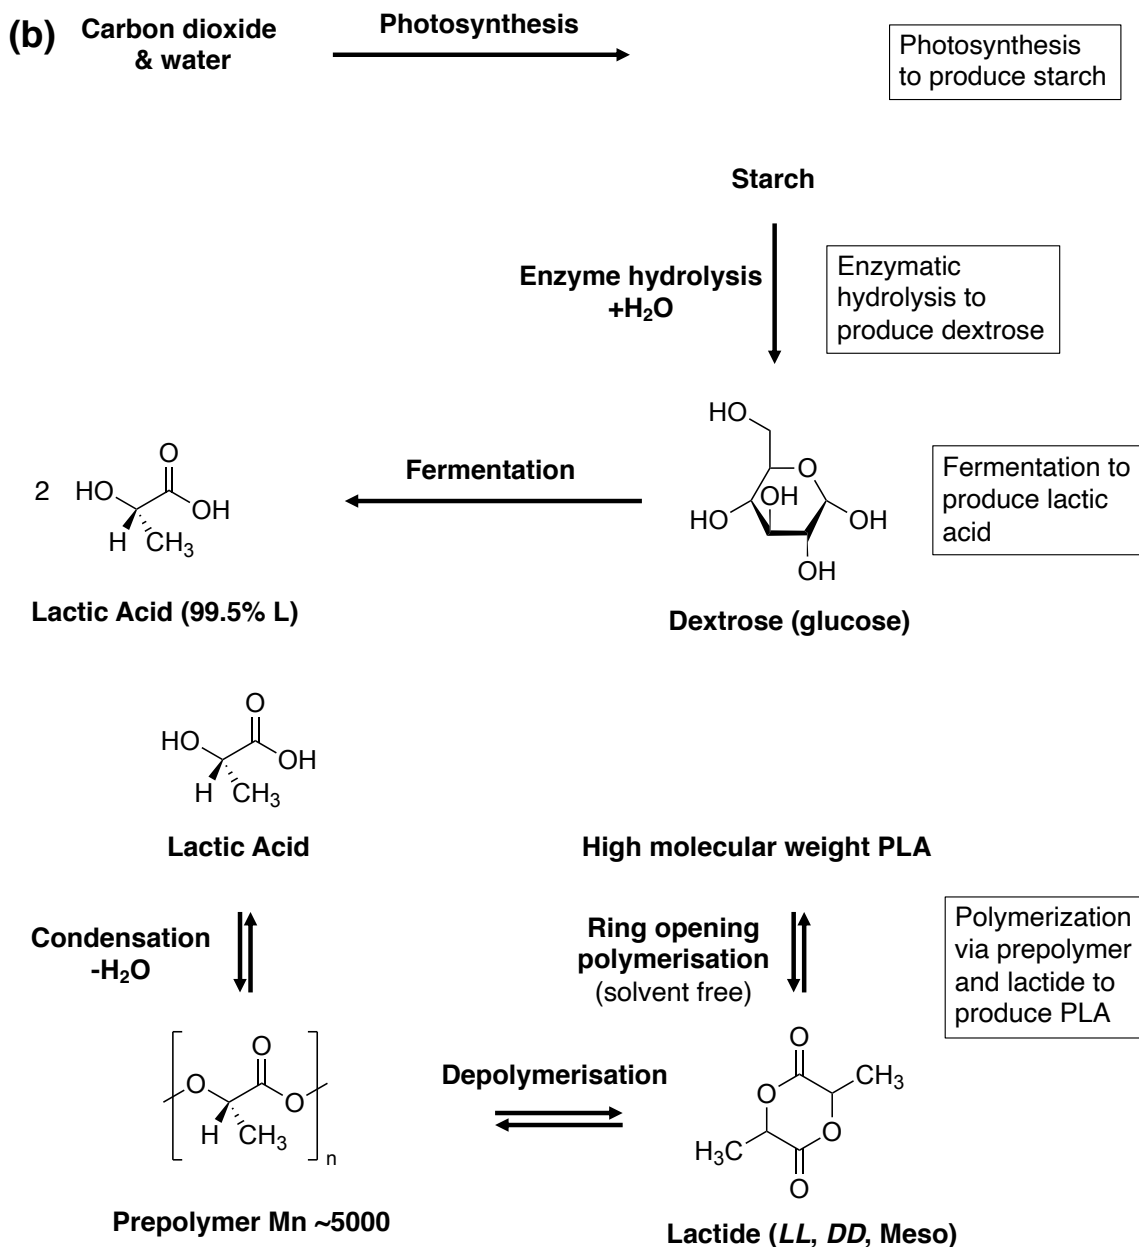 (b)
Carbon dioxide
& water
Photosynthesis
Photosynthesis
to produce starch
Starch
Enzyme hydrolysis
+H₂O
Enzymatic
hydrolysis to
produce dextrose
2
HO
O
OH
H
CH₃
Lactic Acid (99.5% L)
Fermentation
HO
O
OH
HO
OH
OH
Dextrose (glucose)
Fermentation to
produce lactic
acid
O
HO
OH
H
CH₃
Lactic Acid
High molecular weight PLA
Condensation
-H₂O
Ring opening
polymerisation
(solvent free)
Polymerization
via prepolymer
and lactide to
produce PLA
O
O
O
H
CH₃
n
Prepolymer Mn ~5000
Depolymerisation
O
O
CH₃
H₃C
O
O
Lactide (LL, DD, Meso)